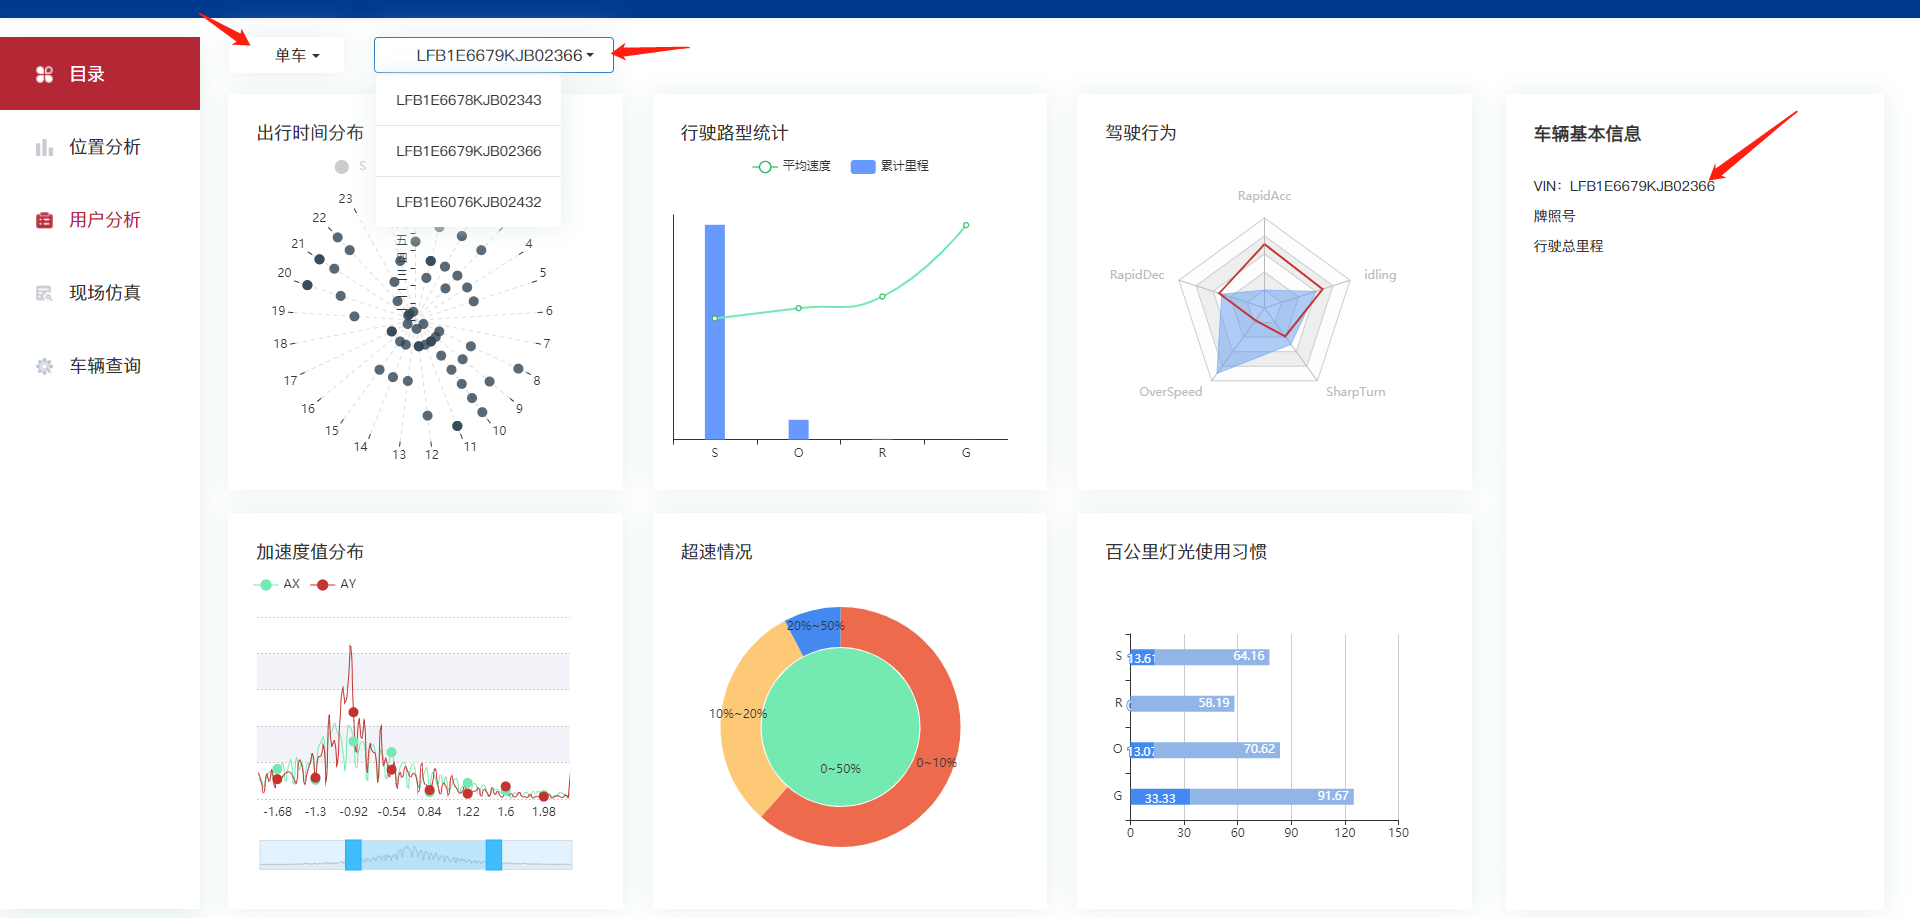 单车
LFB1E6679KJB02366
LFB1E6678KJB02343
LFB1E6679KJB02366
LFB1E6076KJB02432
目录
位置分析
用户分析
现场仿真
车辆查询
出行时间分布
S
23
22
21
20
19
18
17
16
15
14
13
12
11
10
9
8
7
6
5
4
五
四
三
二
一
行驶路型统计
平均速度
累计里程
S
O
R
G
驾驶行为
RapidAcc
RapidDec
idling
OverSpeed
SharpTurn
车辆基本信息
VIN：LFB1E6679KJB02366
牌照号
行驶总里程
加速度值分布
AX
AY
-1.68
-1.3
-0.92
-0.54
0.84
1.22
1.6
1.98
超速情况
20%~50%
10%~20%
0~50%
0~10%
百公里灯光使用习惯
S
13.61
64.16
R
58.19
O
13.07
70.62
G
33.33
91.67
0
30
60
90
120
150